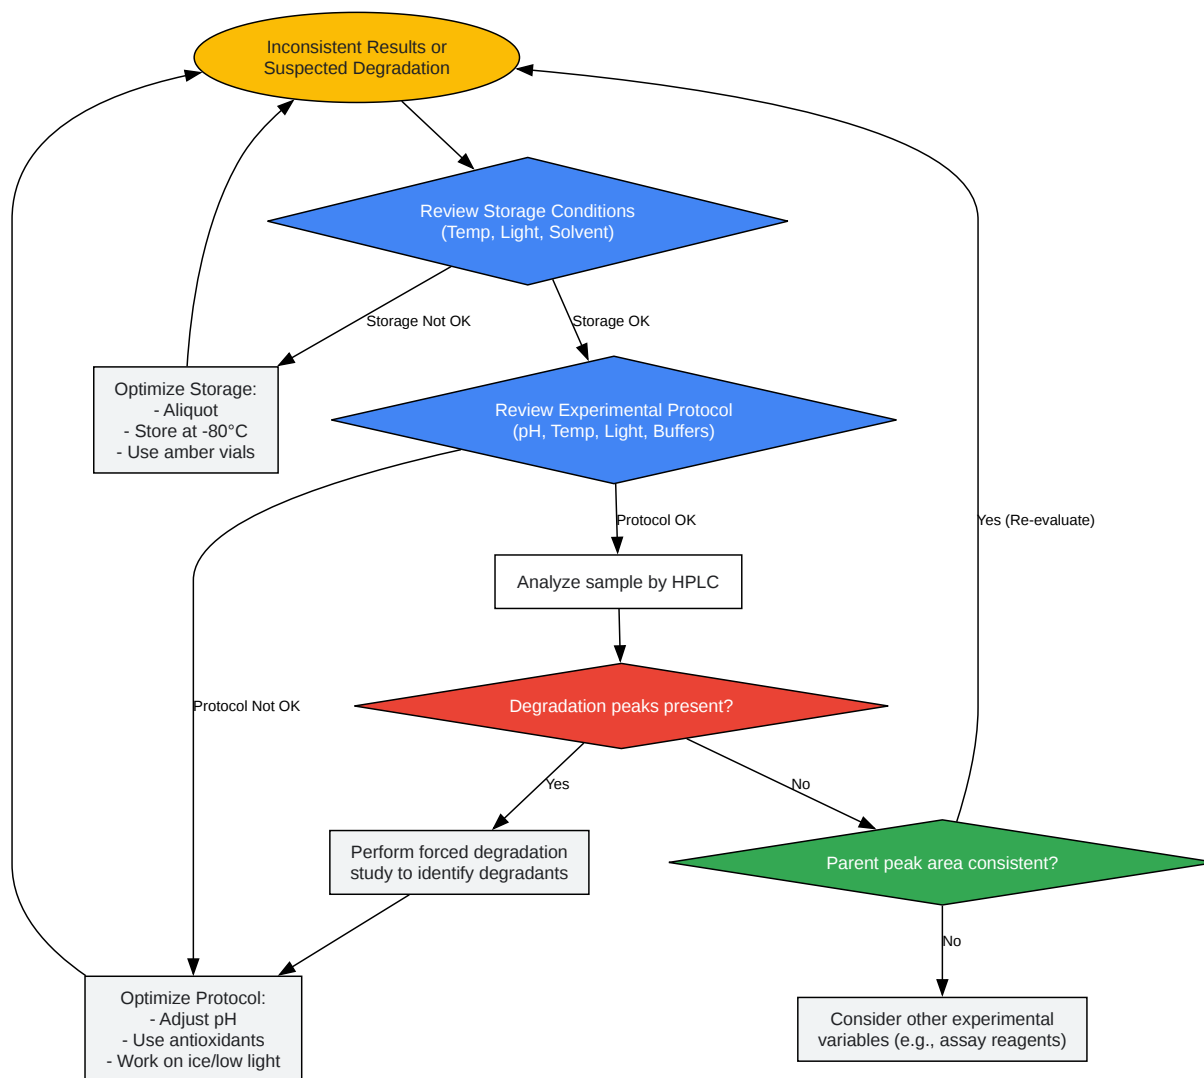 Inconsistent Results or
Suspected Degradation
Review Storage Conditions
(Temp, Light, Solvent)
Storage Not OK
Storage OK
Optimize Storage:
- Aliquot
- Store at -80°C
- Use amber vials
Review Experimental Protocol
(pH, Temp, Light, Buffers)
Protocol OK
Yes (Re-evaluate)
Analyze sample by HPLC
Protocol Not OK
Degradation peaks present?
Yes
No
Perform forced degradation
study to identify degradants
Parent peak area consistent?
No
Optimize Protocol:
- Adjust pH
- Use antioxidants
- Work on ice/low light
Consider other experimental
variables (e.g., assay reagents)